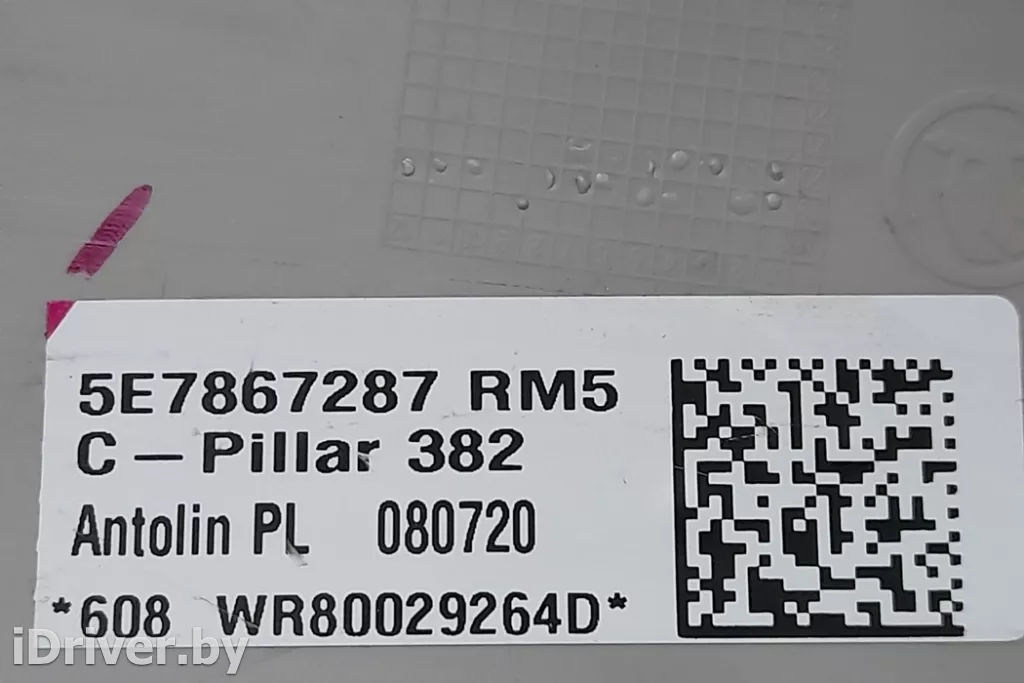 5E7867287 RM5
C – Pillar 382
Antolin PL 080720
*608 WR80029264D*
iDriver.by